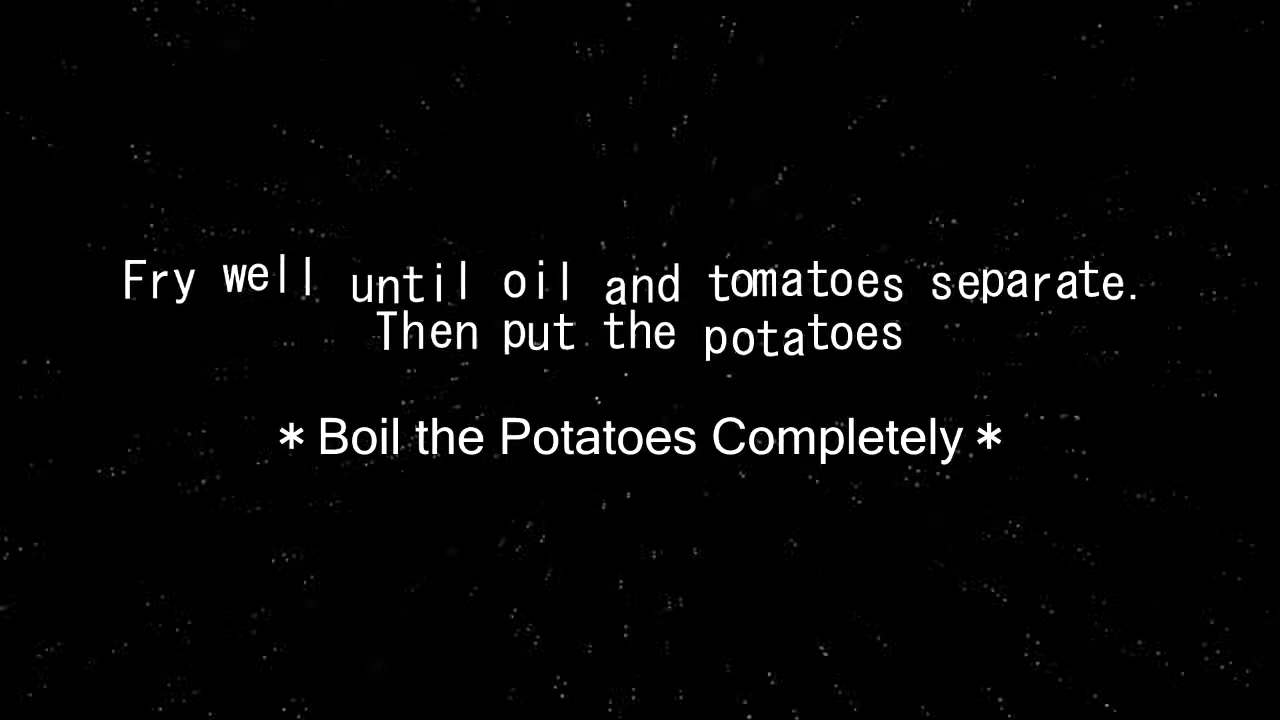 Fry well until oil and tomatoes separate.
Then put the potatoes
* Boil the Potatoes Completely *